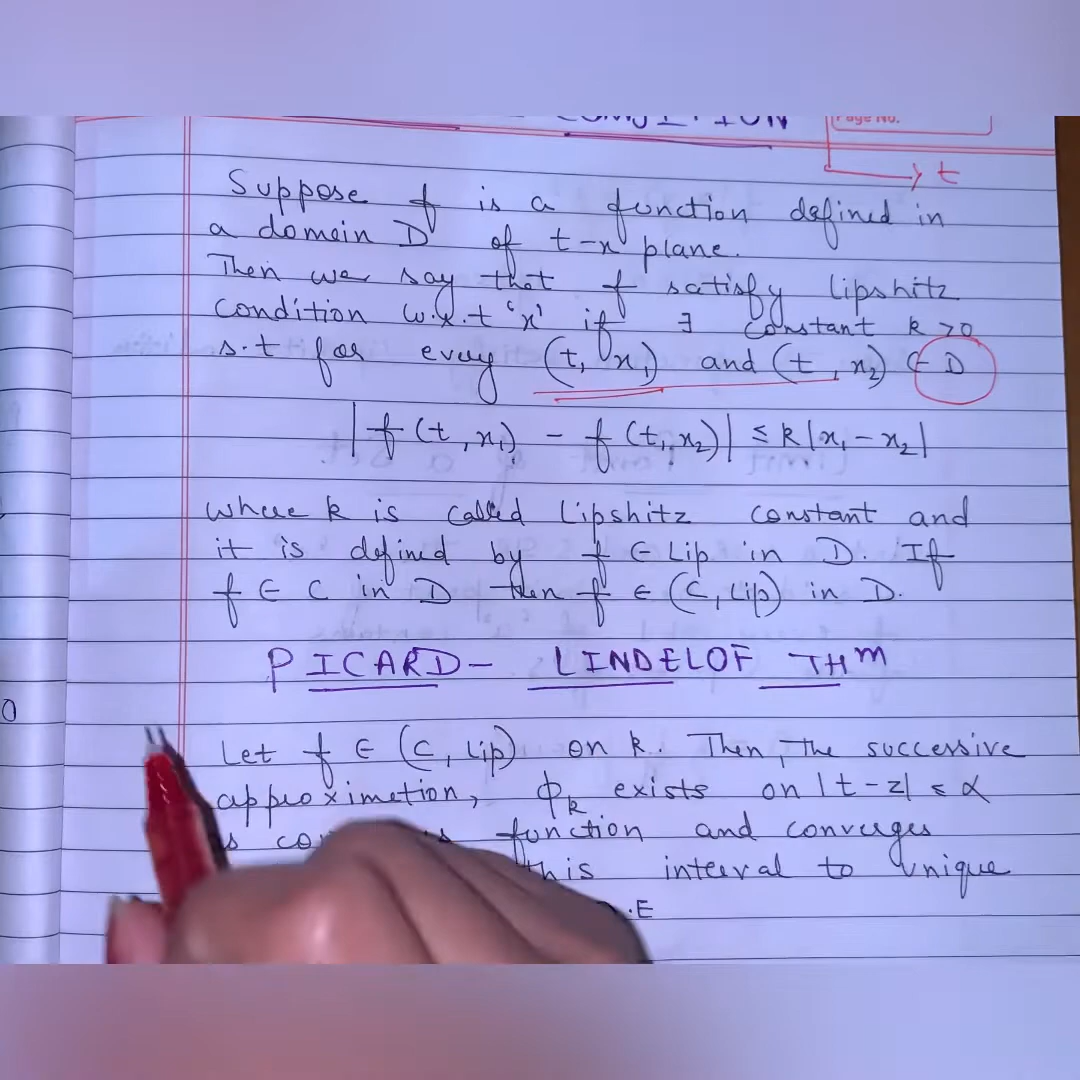 Page No.
→ t
Suppose f is a function defined in
a domain D of t-x plane.
Then we say that f satisfy Lipshitz
condition w.r.t 'x' if ∃ constant k >0
s.t for every (t, x₁) and (t, x₂) ∈ D
|f(t, x₁) - f(t, x₂)| ≤ k|x₁ - x₂|
where k is called Lipshitz constant and
it is defined by f ∈ Lip in D. If
f ∈ C in D then f ∈ (C, Lip) in D.
PICARD- LINDELOF THM
Let f ∈ (C, Lip) on k. Then, the successive
approximation, ϕₖ exists on |t-z| ≤ α
function and converges
this interval to unique
.E